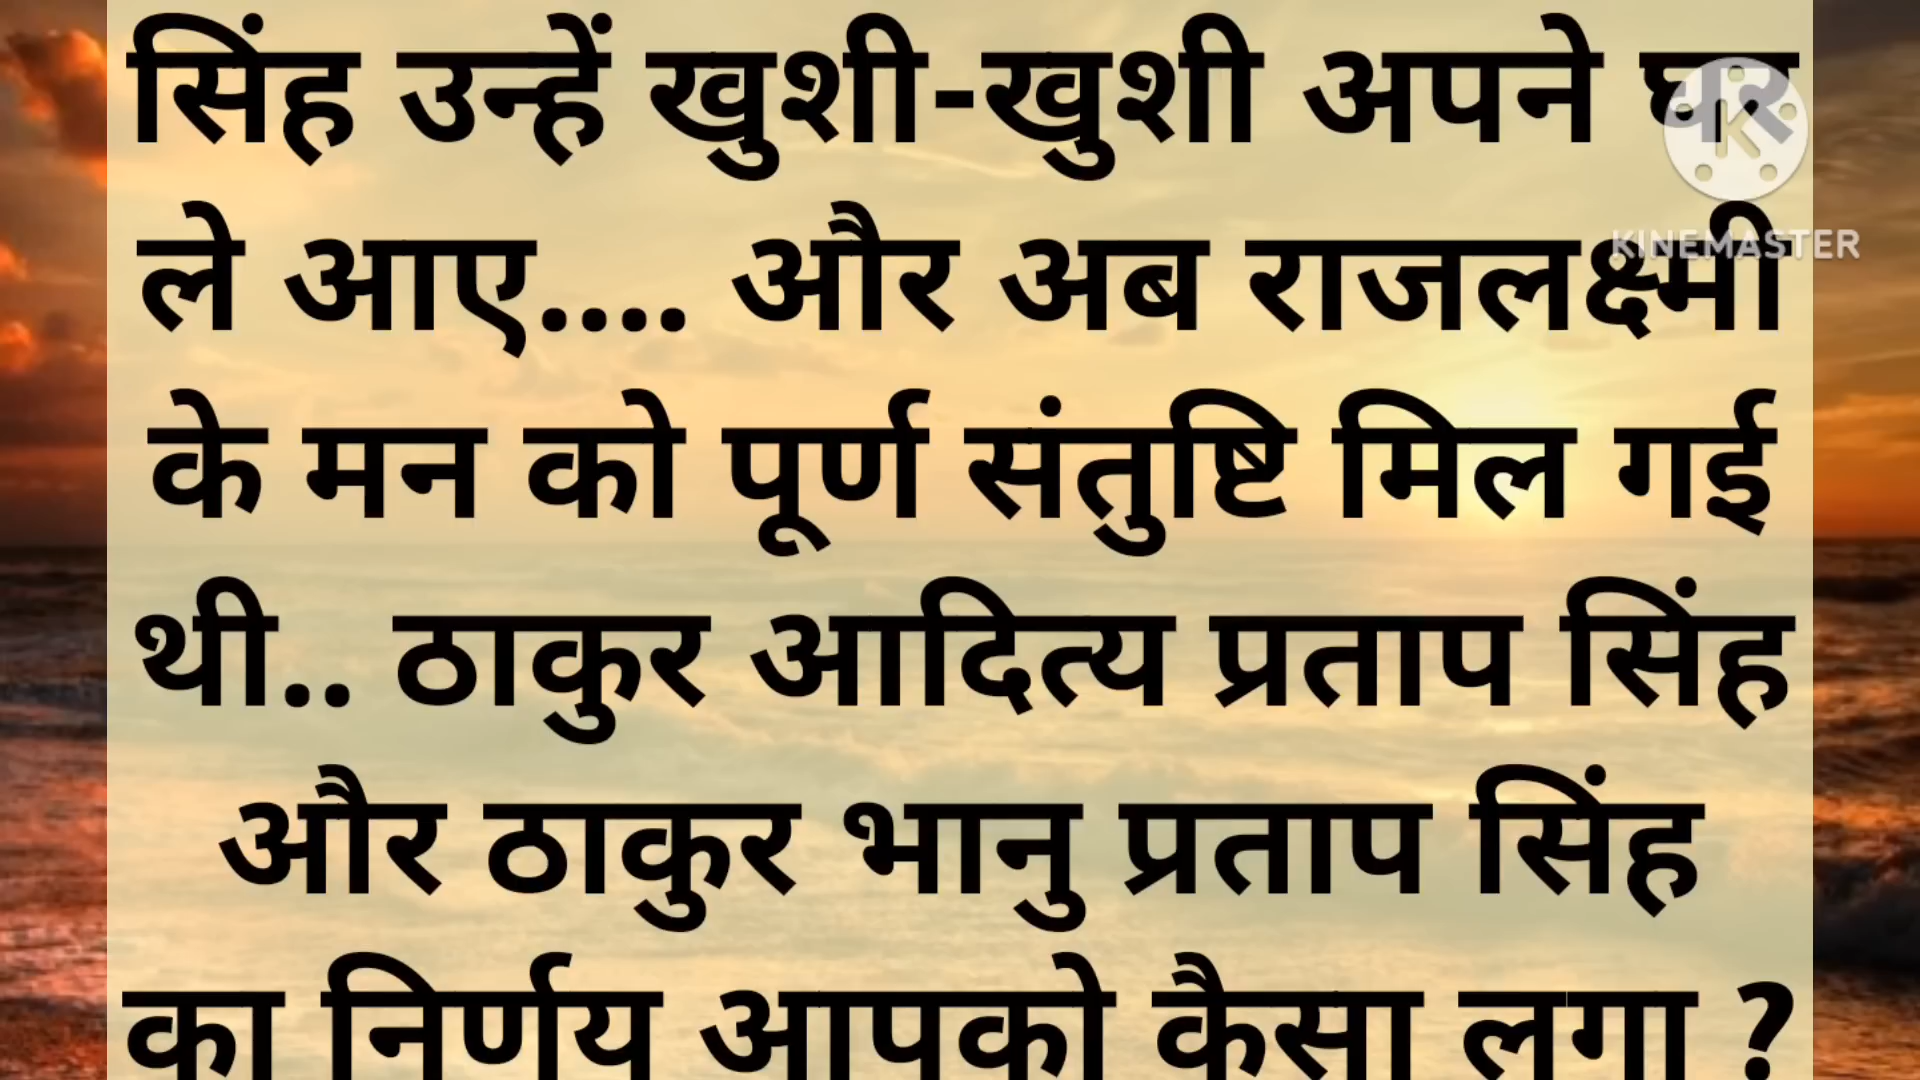 सिंह उन्हें खुशी-खुशी अपने घर
ले आए.... और अब राजलक्ष्मी
KINEMASTER
के मन को पूर्ण संतुष्टि मिल गई
थी.. ठाकुर आदित्य प्रताप सिंह
और ठाकुर भानु प्रताप सिंह
का निर्णय आपको कैसा लगा ?